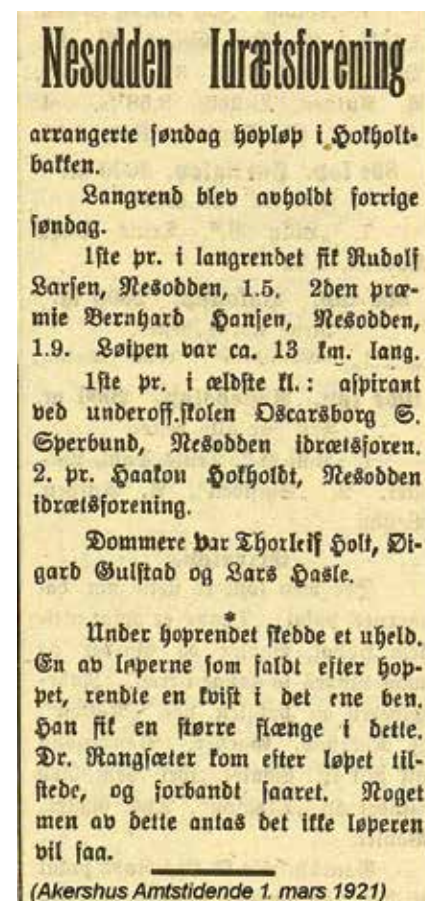 Nesodden Idrætsforening
arrangerte søndag hopløp i Hokholt-
bakken.
Langrend blev avholdt forrige
søndag.
1ste pr. i langrendet fik Rudolf
Larsen, Nesodden, 1.5. 2den præ-
mie Bernhard Hansen, Nesodden,
1.9. Løipen var ca. 13 km. lang.
1ste pr. i ældste kl.: aspirant
ved underoff.skolen Oscarsborg S.
Sperbund, Nesodden idrætsforen.
2. pr. Haakon Hokholdt, Nesodden
idrætsforening.
Dommere var Thorleif Holt, Øi-
gard Gulstad og Lars Hasle.
*
Under hoprendet skedde et uheld.
En av løperne som faldt efter hop-
pet, rendte en kvist i det ene ben.
Han fik en større flænge i dette.
Dr. Rangsæter kom efter løpet til-
stede, og forbandt saaret. Noget
men av dette antas det ikke løperen
vil faa.
(Akershus Amtstidende 1. mars 1921)